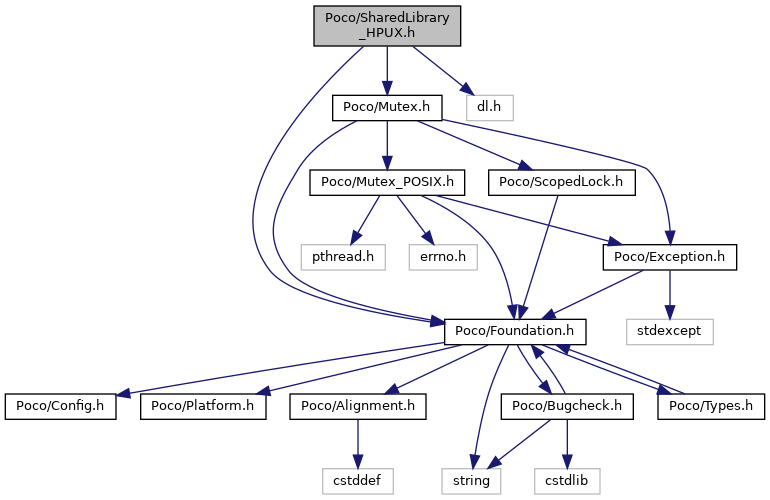 Poco/SharedLibrary
_HPUX.h
Poco/Mutex.h
dl.h
Poco/Mutex_POSIX.h
Poco/ScopedLock.h
pthread.h
errno.h
Poco/Exception.h
Poco/Foundation.h
stdexcept
Poco/Config.h
Poco/Platform.h
Poco/Alignment.h
Poco/Bugcheck.h
Poco/Types.h
cstddef
string
cstdlib